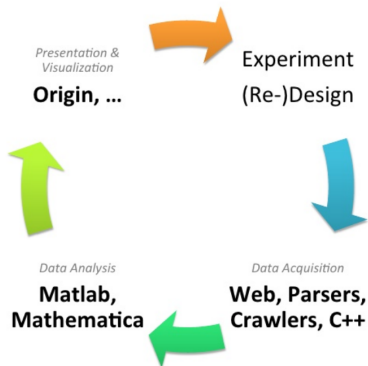 Presentation &
Visualization
Origin, ...
Experiment
(Re-)Design
Data Analysis
Matlab,
Mathematica
Data Acquisition
Web, Parsers,
Crawlers, C++